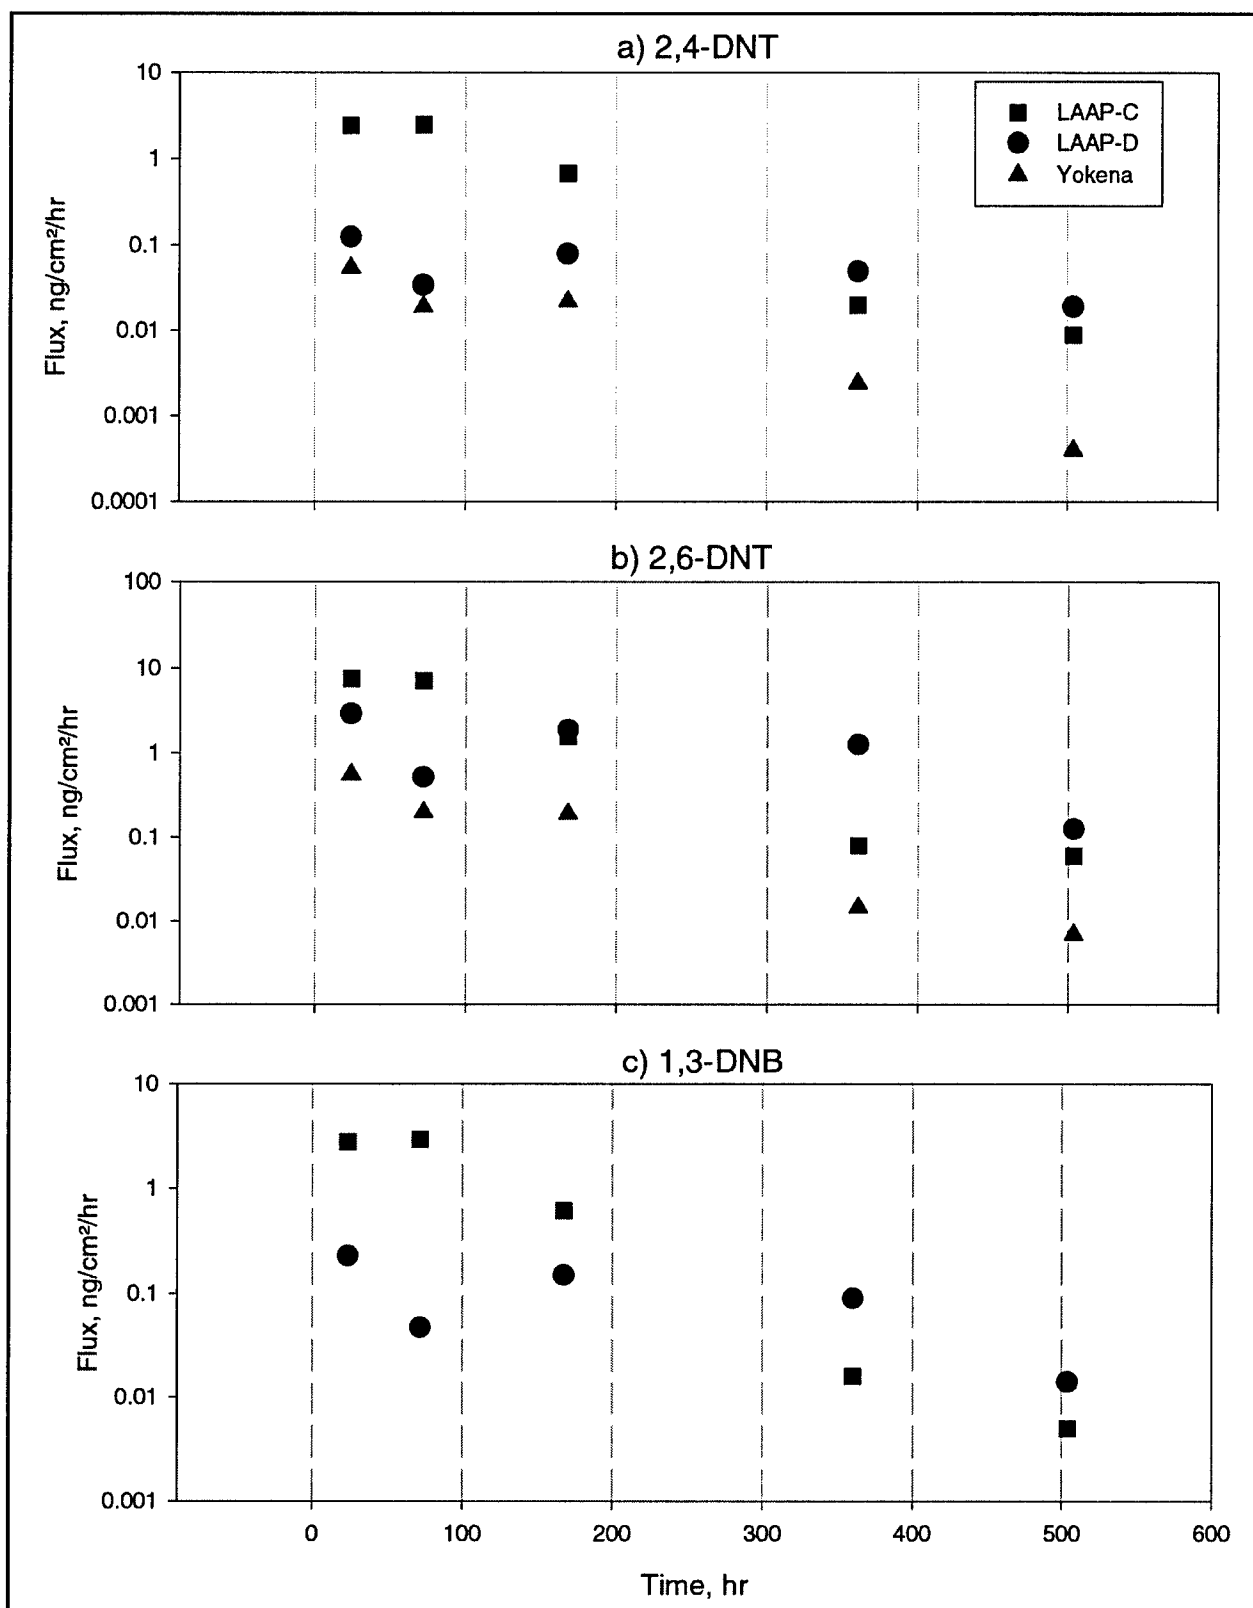 a) 2,4-DNT
10
1
0.1
0.01
0.001
0.0001
Flux, ng/cm²/hr
LAAP-C
LAAP-D
Yokena
b) 2,6-DNT
100
10
1
0.1
0.01
0.001
Flux, ng/cm²/hr
c) 1,3-DNB
10
1
0.1
0.01
0.001
Flux, ng/cm²/hr
0 100 200 300 400 500 600
Time, hr